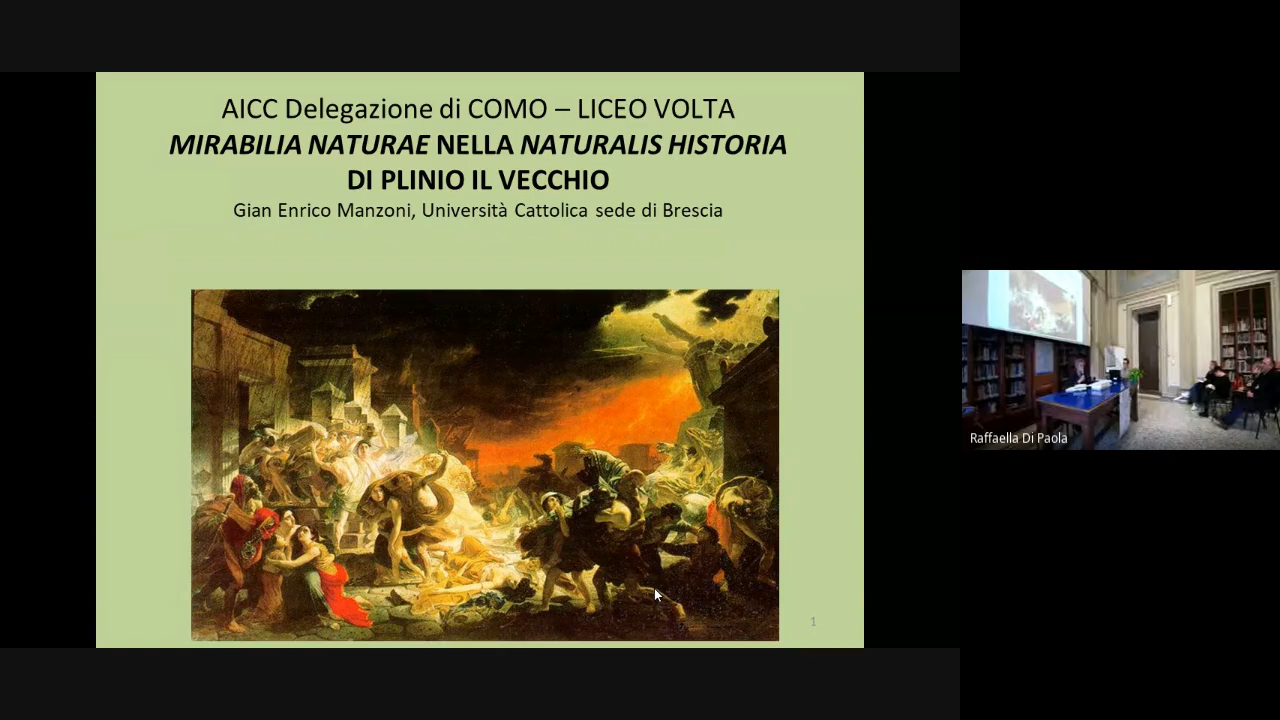 AICC Delegazione di COMO – LICEO VOLTA
MIRABILIA NATURAE NELLA NATURALIS HISTORIA
DI PLINIO IL VECCHIO
Gian Enrico Manzoni, Università Cattolica sede di Brescia
1
Raffaella Di Paola